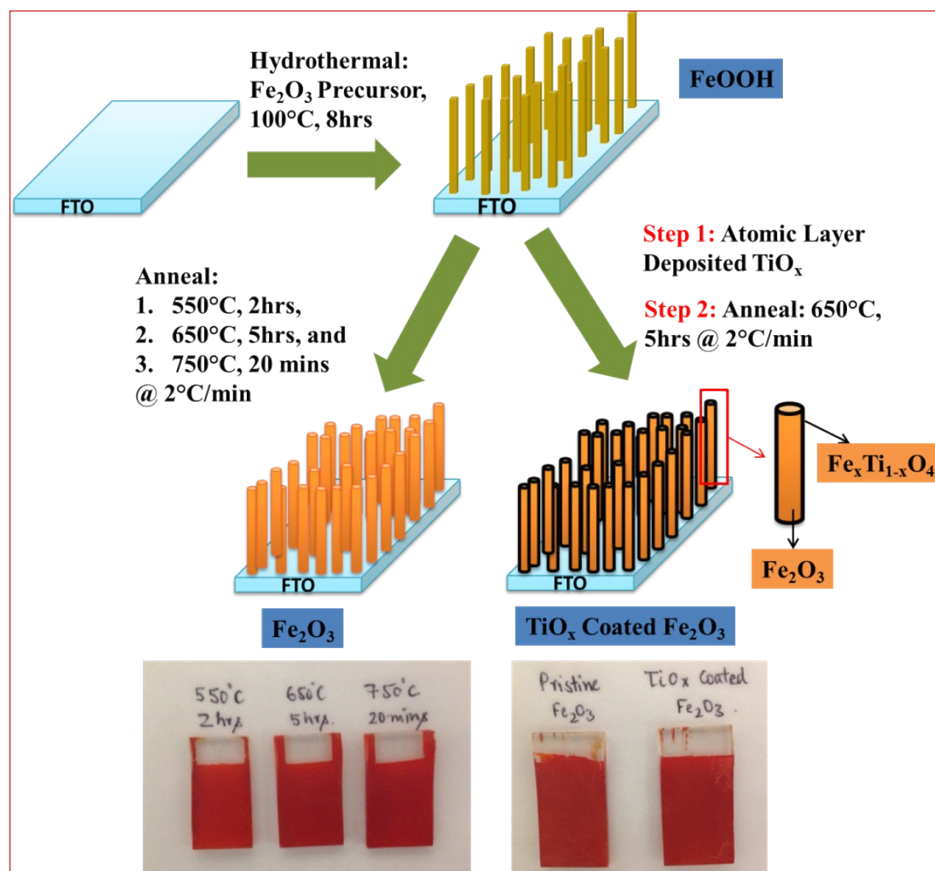 Hydrothermal:
Fe₂O₃ Precursor,
100°C, 8hrs
FeOOH
FTO
FTO
Step 1: Atomic Layer
Deposited TiOₓ
Step 2: Anneal: 650°C,
5hrs @ 2°C/min
Anneal:
1. 550°C, 2hrs,
2. 650°C, 5hrs, and
3. 750°C, 20 mins
@ 2°C/min
FeₓTi₁₋ₓO₄
Fe₂O₃
FTO
FTO
Fe₂O₃
TiOₓ Coated Fe₂O₃
550°C
2hrs
650°C
5hrs.
750°C
20mins
Pristine
Fe₂O₃
TiOx Coated
Fe₂O₃.